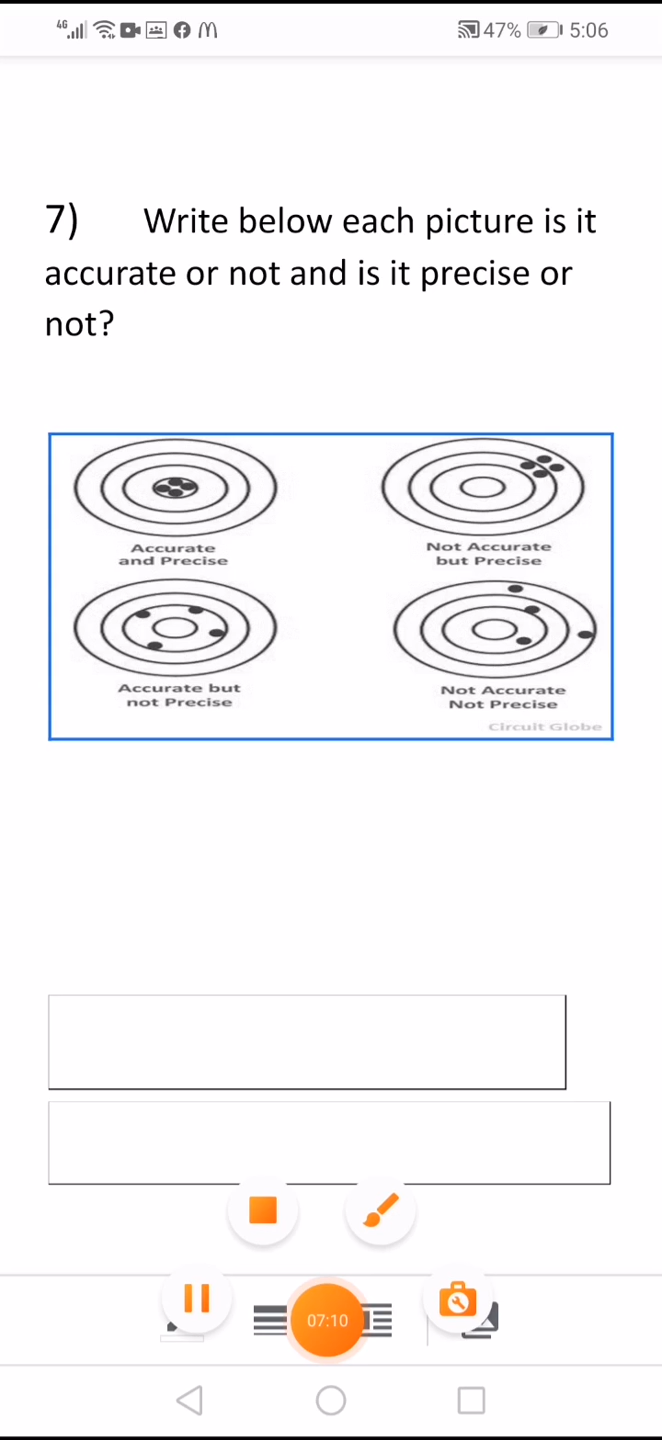 4G 47% 5:06
7) Write below each picture is it
accurate or not and is it precise or
not?
Accurate
and Precise
Not Accurate
but Precise
Accurate but
not Precise
Not Accurate
Not Precise
Circuit Globe
07:10